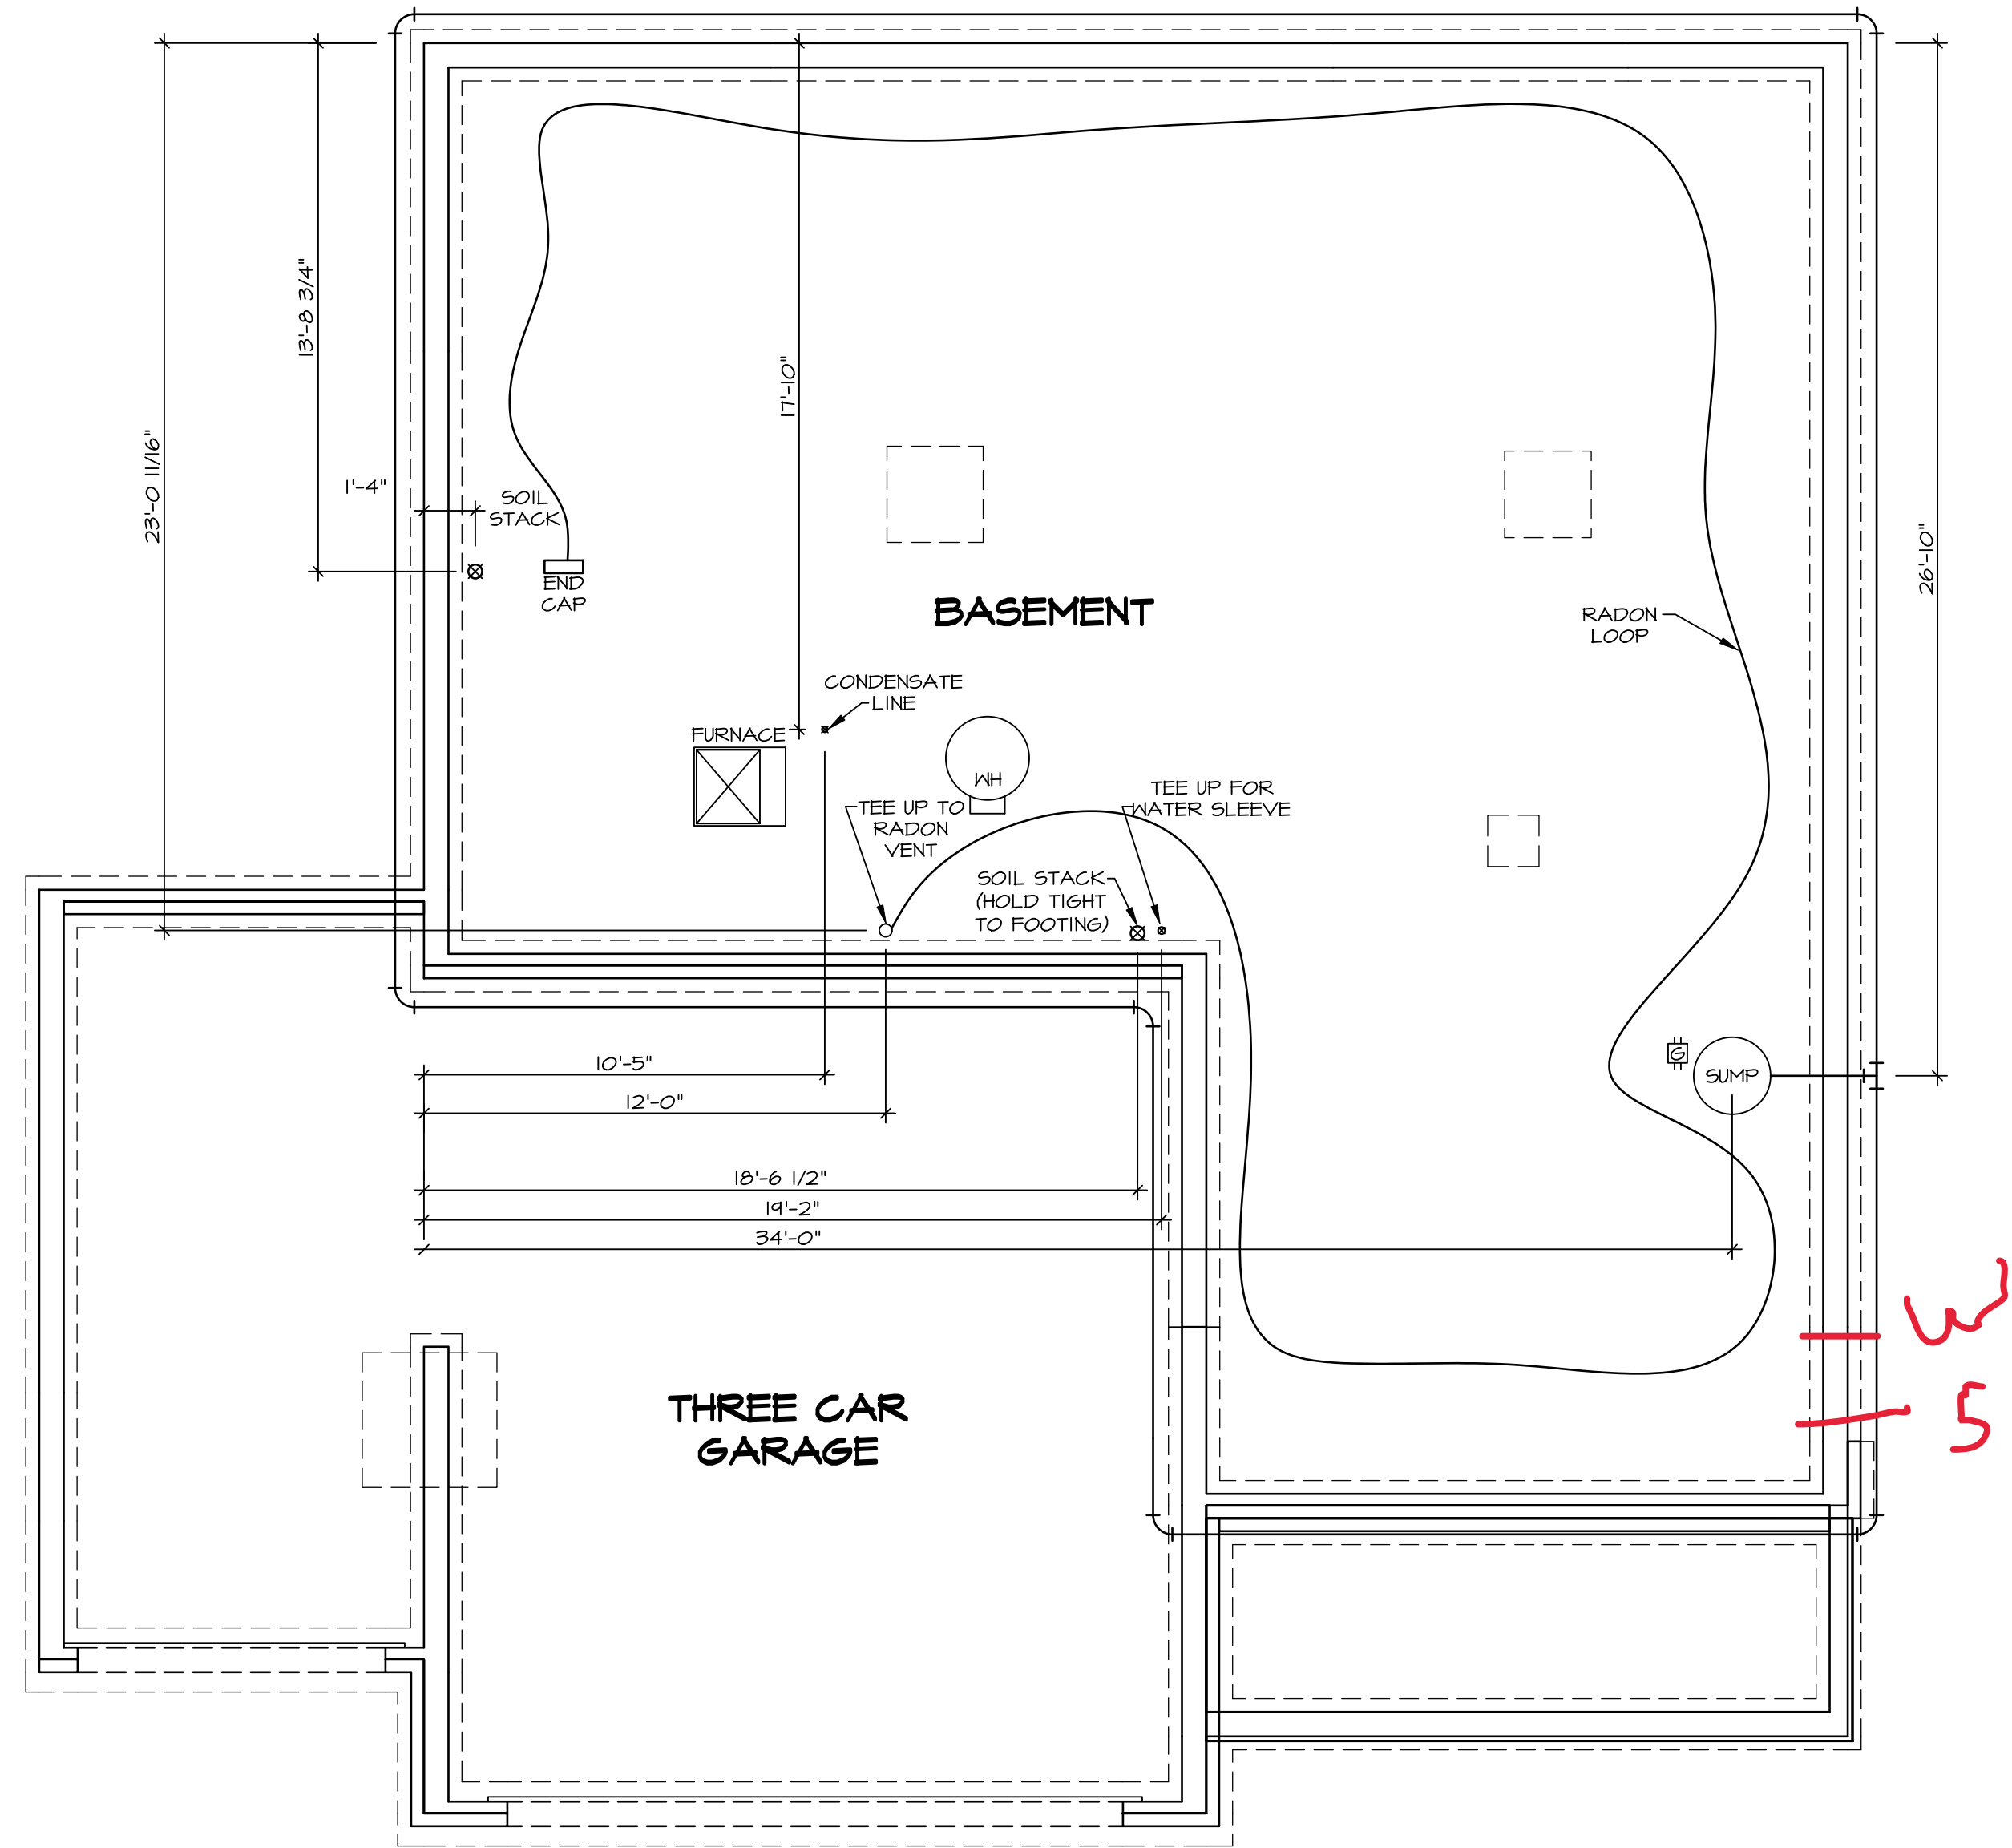 23'-0 11/16"
13'-8 3/4"
17'-10"
26'-10"
1'-4"
SOIL
STACK
END
CAP
BASEMENT
RADON
LOOP
CONDENSATE
LINE
FURNACE
WH
TEE UP TO
RADON
VENT
TEE UP FOR
WATER SLEEVE
SOIL STACK
(HOLD TIGHT
TO FOOTING)
G
SUMP
10'-5"
12'-0"
18'-6 1/2"
19'-2"
34'-0"
W
5
THREE CAR
GARAGE